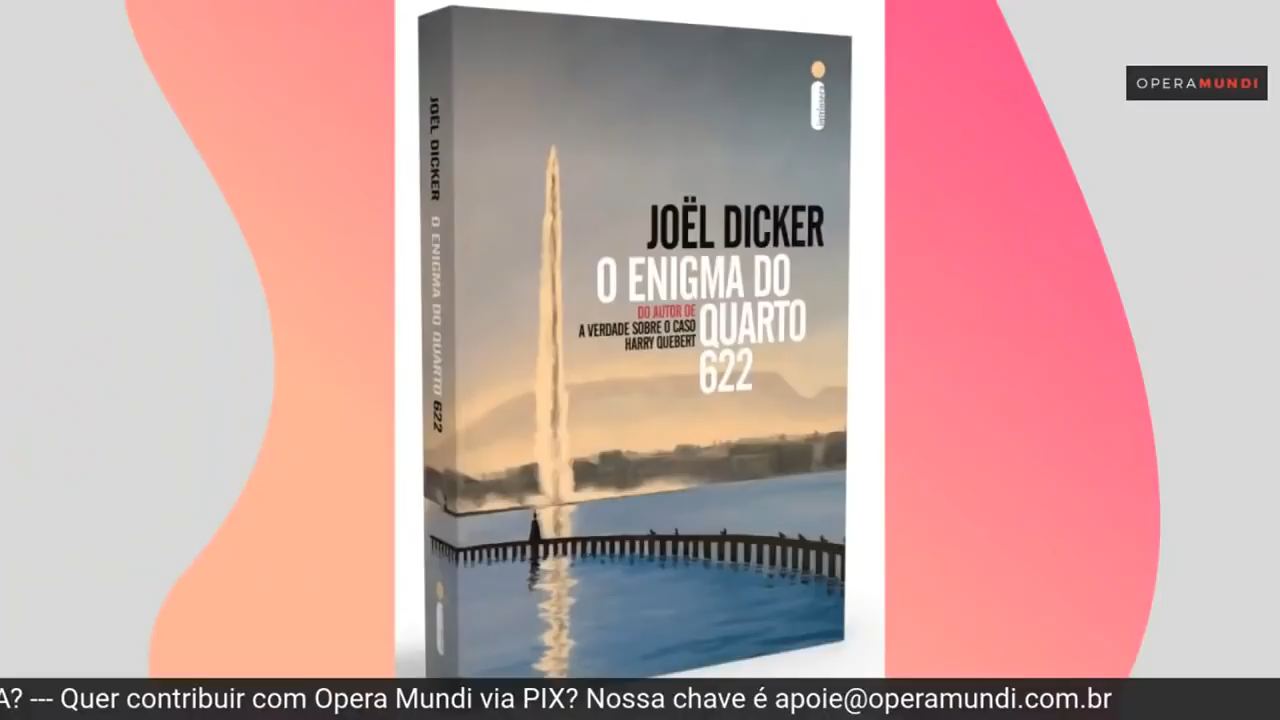 OPERAMUNDI
intrínseca
JOËL DICKER
O ENIGMA DO
QUARTO
622
DO AUTOR DE
A VERDADE SOBRE O CASO
HARRY QUEBERT
JOËL DICKER O ENIGMA DO QUARTO 622
A? --- Quer contribuir com Opera Mundi via PIX? Nossa chave é apoie@operamundi.com.br